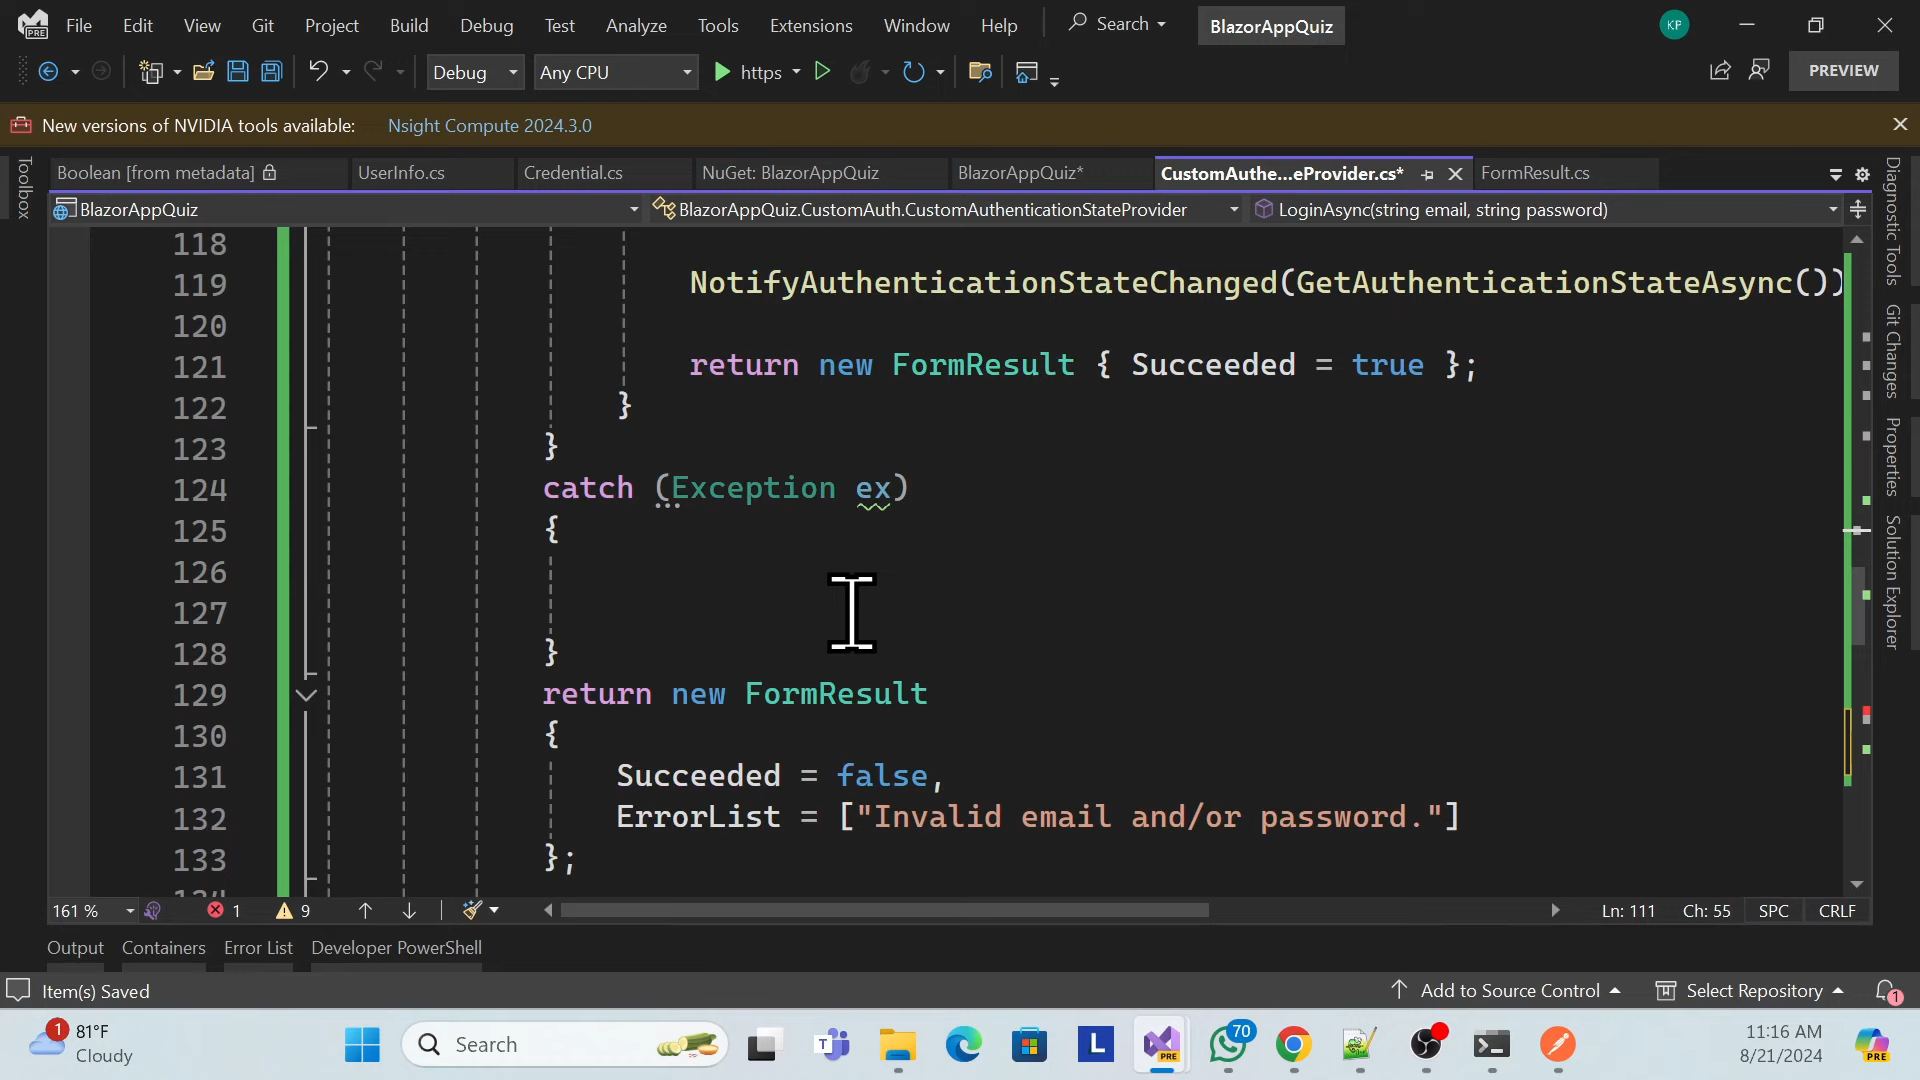 PRE
File Edit View Git Project Build Debug Test Analyze Tools Extensions Window Help Search BlazorAppQuiz KP
Debug Any CPU https PREVIEW
New versions of NVIDIA tools available: Nsight Compute 2024.3.0
Toolbox
Boolean [from metadata] UserInfo.cs Credential.cs NuGet: BlazorAppQuiz BlazorAppQuiz* CustomAuthe...eProvider.cs* FormResult.cs
BlazorAppQuiz BlazorAppQuiz.CustomAuth.CustomAuthenticationStateProvider LoginAsync(string email, string password)
118
119 NotifyAuthenticationStateChanged(GetAuthenticationStateAsync())
120
121 return new FormResult { Succeeded = true };
122 }
123 }
124 catch (Exception ex)
125 {
126
127
128 }
129 return new FormResult
130 {
131 Succeeded = false,
132 ErrorList = ["Invalid email and/or password."]
133 };
Diagnostic Tools
Git Changes
Properties
Solution Explorer
161 % 1 9 Ln: 111 Ch: 55 SPC CRLF
Output Containers Error List Developer PowerShell
Item(s) Saved Add to Source Control Select Repository 1
1 81°F
Cloudy
Search
L
PRE
70
11:16 AM
8/21/2024
PRE